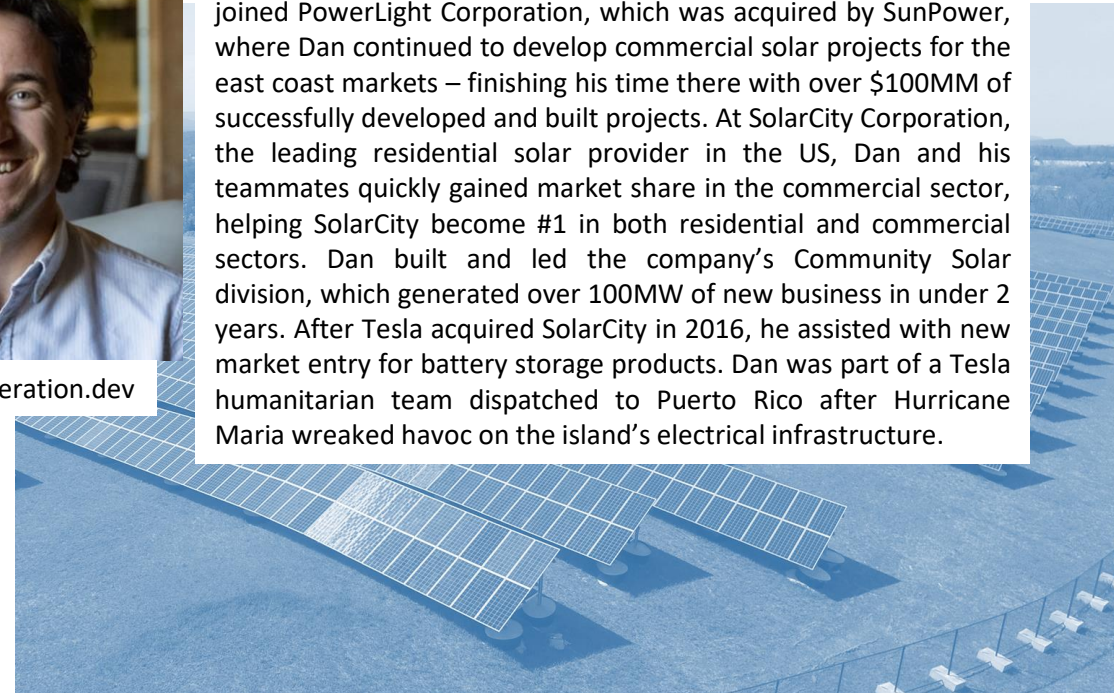 joined PowerLight Corporation, which was acquired by SunPower,
where Dan continued to develop commercial solar projects for the
east coast markets – finishing his time there with over $100MM of
successfully developed and built projects. At SolarCity Corporation,
the leading residential solar provider in the US, Dan and his
teammates quickly gained market share in the commercial sector,
helping SolarCity become #1 in both residential and commercial
sectors. Dan built and led the company’s Community Solar
division, which generated over 100MW of new business in under 2
years. After Tesla acquired SolarCity in 2016, he assisted with new
market entry for battery storage products. Dan was part of a Tesla
humanitarian team dispatched to Puerto Rico after Hurricane
Maria wreaked havoc on the island’s electrical infrastructure.
eration.dev